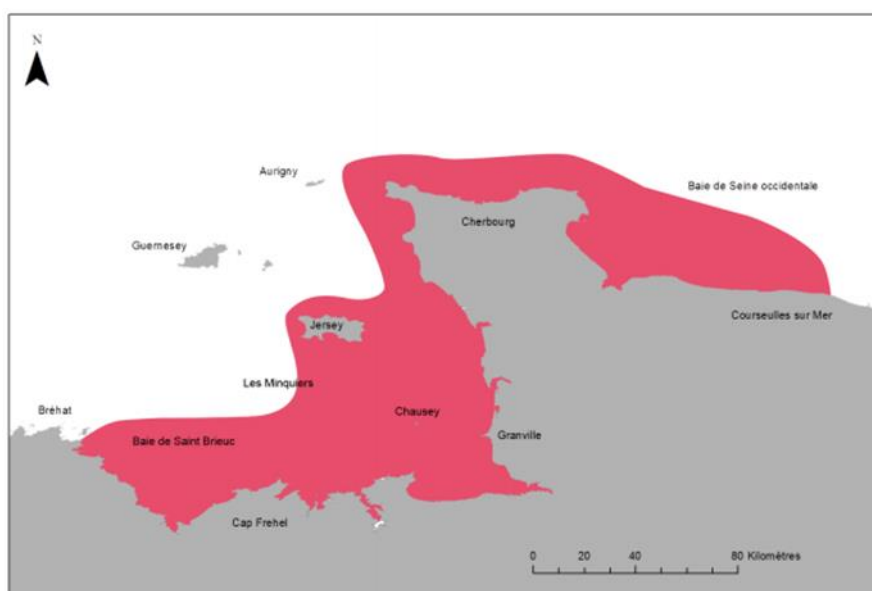 N
Aurigny
Baie de Seine occidentale
Cherbourg
Guernesey
Courseulles sur Mer
Jersey
Les Minquiers
Bréhat
Chausey
Granville
Baie de Saint Brieuc
Cap Frehel
0 20 40 80 Kilomètres